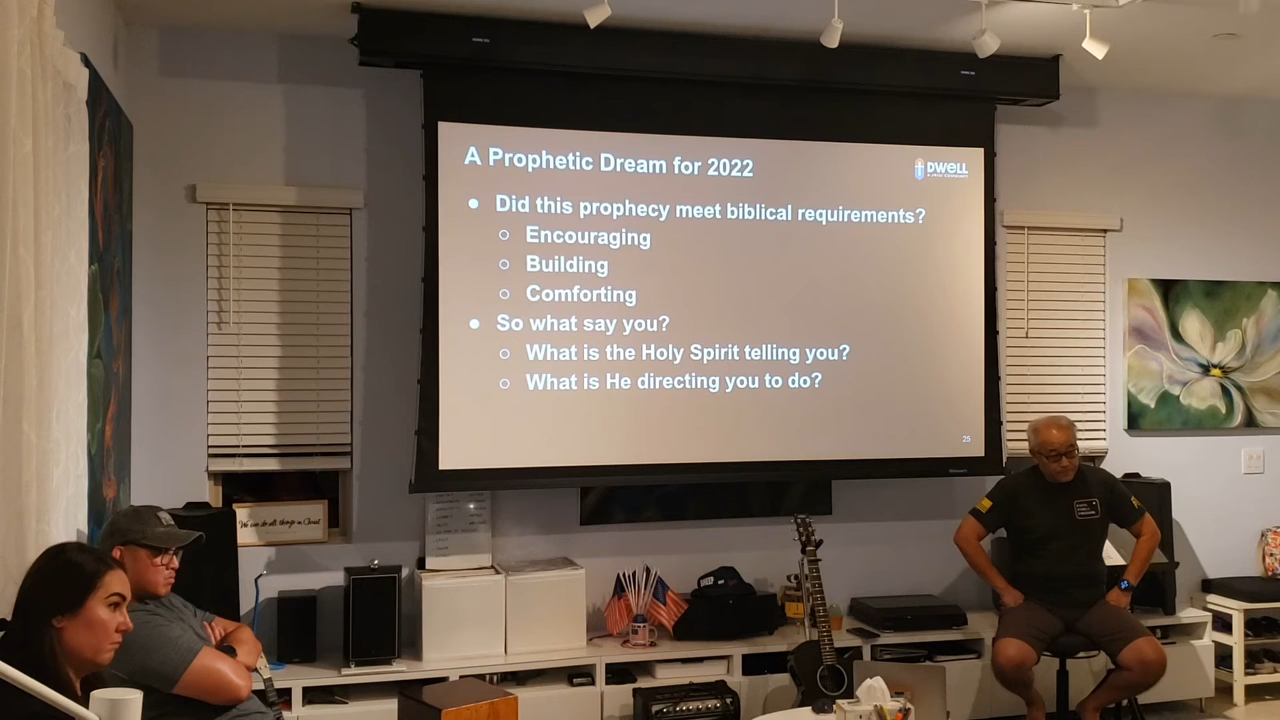 A Prophetic Dream for 2022
DWELL
● Did this prophecy meet biblical requirements?
○ Encouraging
○ Building
○ Comforting
● So what say you?
○ What is the Holy Spirit telling you?
○ What is He directing you to do?
25
We can do all things in Christ